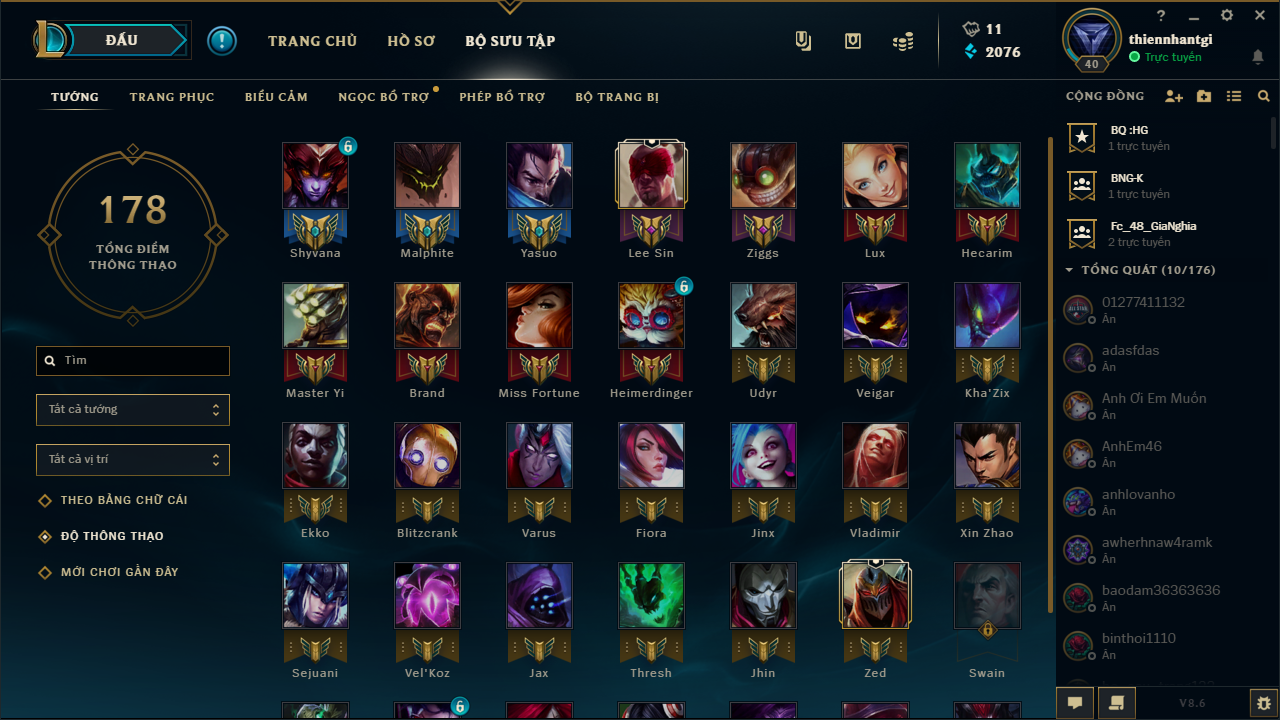 ĐẤU
!
TRANG CHỦ
HỒ SƠ
BỘ SƯU TẬP
11
2076
?
40
thiennhantgi
Trực tuyến
TƯỚNG
TRANG PHỤC
BIỂU CẢM
NGỌC BỔ TRỢ
PHÉP BỔ TRỢ
BỘ TRANG BỊ
CỘNG ĐỒNG
178
TỔNG ĐIỂM
THÔNG THẠO
Tìm
Tất cả tướng
Tất cả vị trí
THEO BẢNG CHỮ CÁI
ĐỘ THÔNG THẠO
MỚI CHƠI GẦN ĐÂY
6
Shyvana
Malphite
Yasuo
Lee Sin
Ziggs
Lux
Hecarim
6
Master Yi
Brand
Miss Fortune
Heimerdinger
Udyr
Veigar
Kha'Zix
Ekko
Blitzcrank
Varus
Fiora
Jinx
Vladimir
Xin Zhao
Sejuani
Vel'Koz
Jax
Thresh
Jhin
Zed
Swain
6
BQ :HG
1 trực tuyến
BNG-K
1 trực tuyến
Fc_48_GiaNghia
2 trực tuyến
TỔNG QUÁT (10/176)
01277411132
Ẩn
adasfdas
Ẩn
Anh Ơi Em Muốn
Ẩn
AnhEm46
Ẩn
anhlovanho
Ẩn
awherhnaw4ramk
Ẩn
baodam36363636
Ẩn
binthoi1110
Ẩn
V8.6